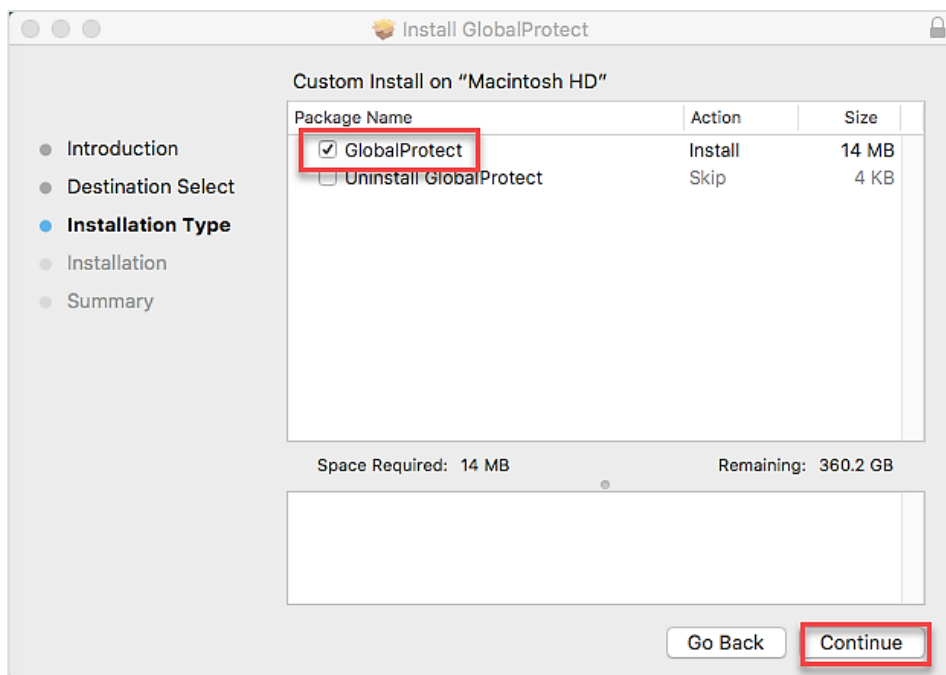 Install GlobalProtect
Custom Install on “Macintosh HD”
Package Name Action Size
GlobalProtect Install 14 MB
Uninstall GlobalProtect Skip 4 KB
Introduction
Destination Select
Installation Type
Installation
Summary
Space Required: 14 MB Remaining: 360.2 GB
Go Back Continue